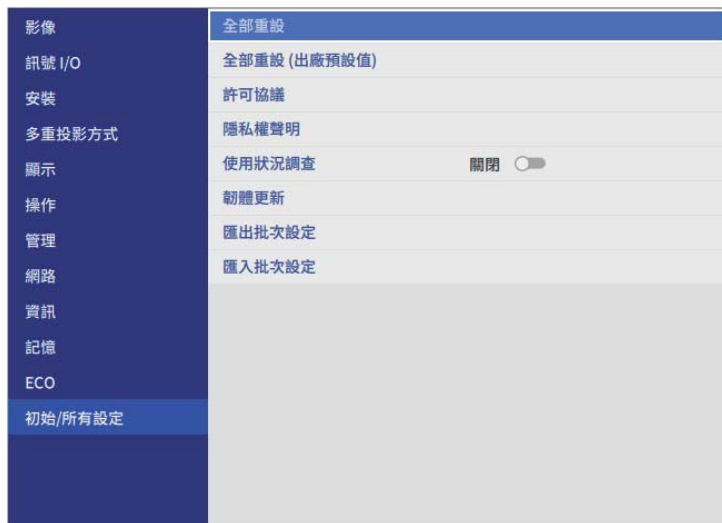 影像
訊號 I/O
安裝
多重投影方式
顯示
操作
管理
網路
資訊
記憶
ECO
初始/所有設定
全部重設
全部重設 (出廠預設值)
許可協議
隱私權聲明
使用狀況調查 關閉
韌體更新
匯出批次設定
匯入批次設定